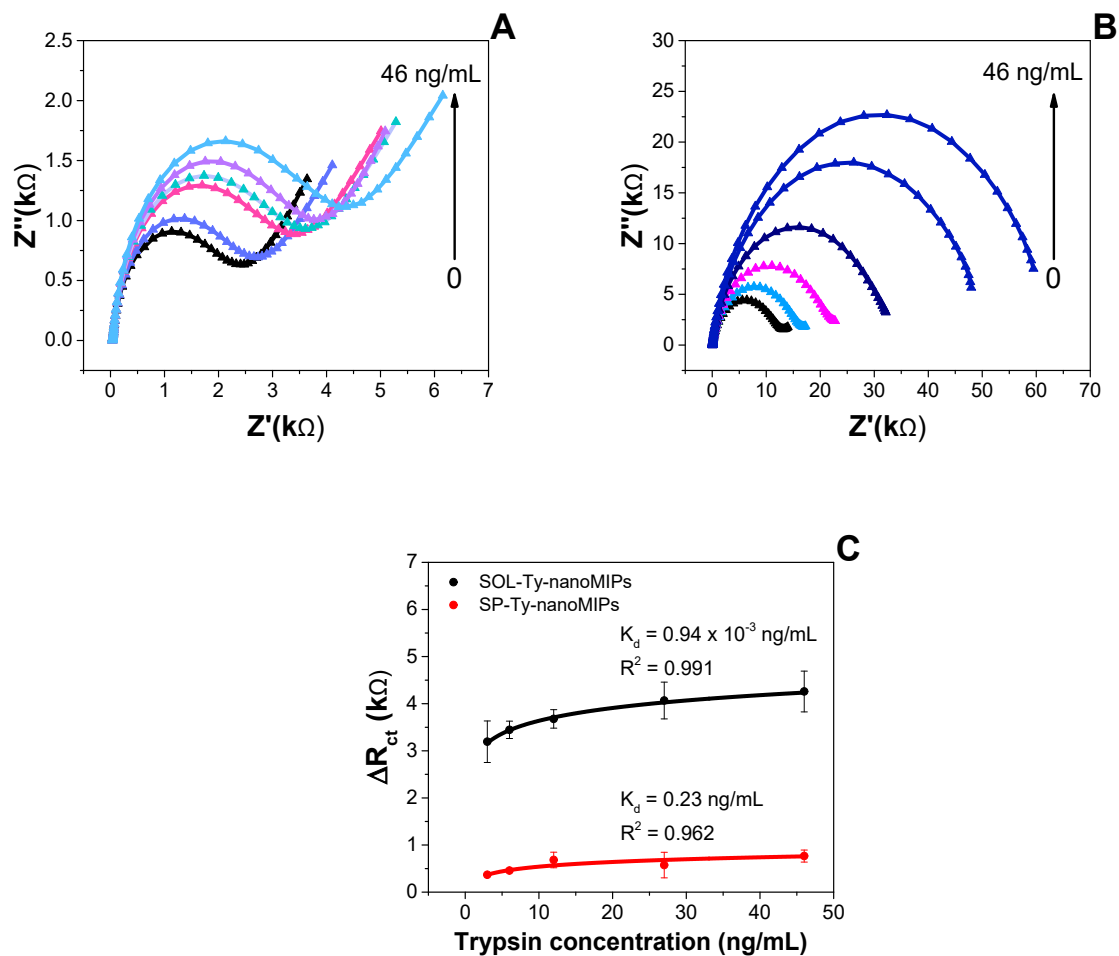 A
2.5
2.0
1.5
1.0
0.5
0.0
Z''(kΩ)
46 ng/mL
0
0 1 2 3 4 5 6 7
Z'(kΩ)
B
30
25
20
15
10
5
0
Z''(kΩ)
46 ng/mL
0
0 10 20 30 40 50 60 70
Z'(kΩ)
C
7
6
5
4
3
2
1
0
ΔRct (kΩ)
SOL-Ty-nanoMIPs
SP-Ty-nanoMIPs
Kd = 0.94 x 10⁻³ ng/mL
R² = 0.991
Kd = 0.23 ng/mL
R² = 0.962
0 10 20 30 40 50
Trypsin concentration (ng/mL)